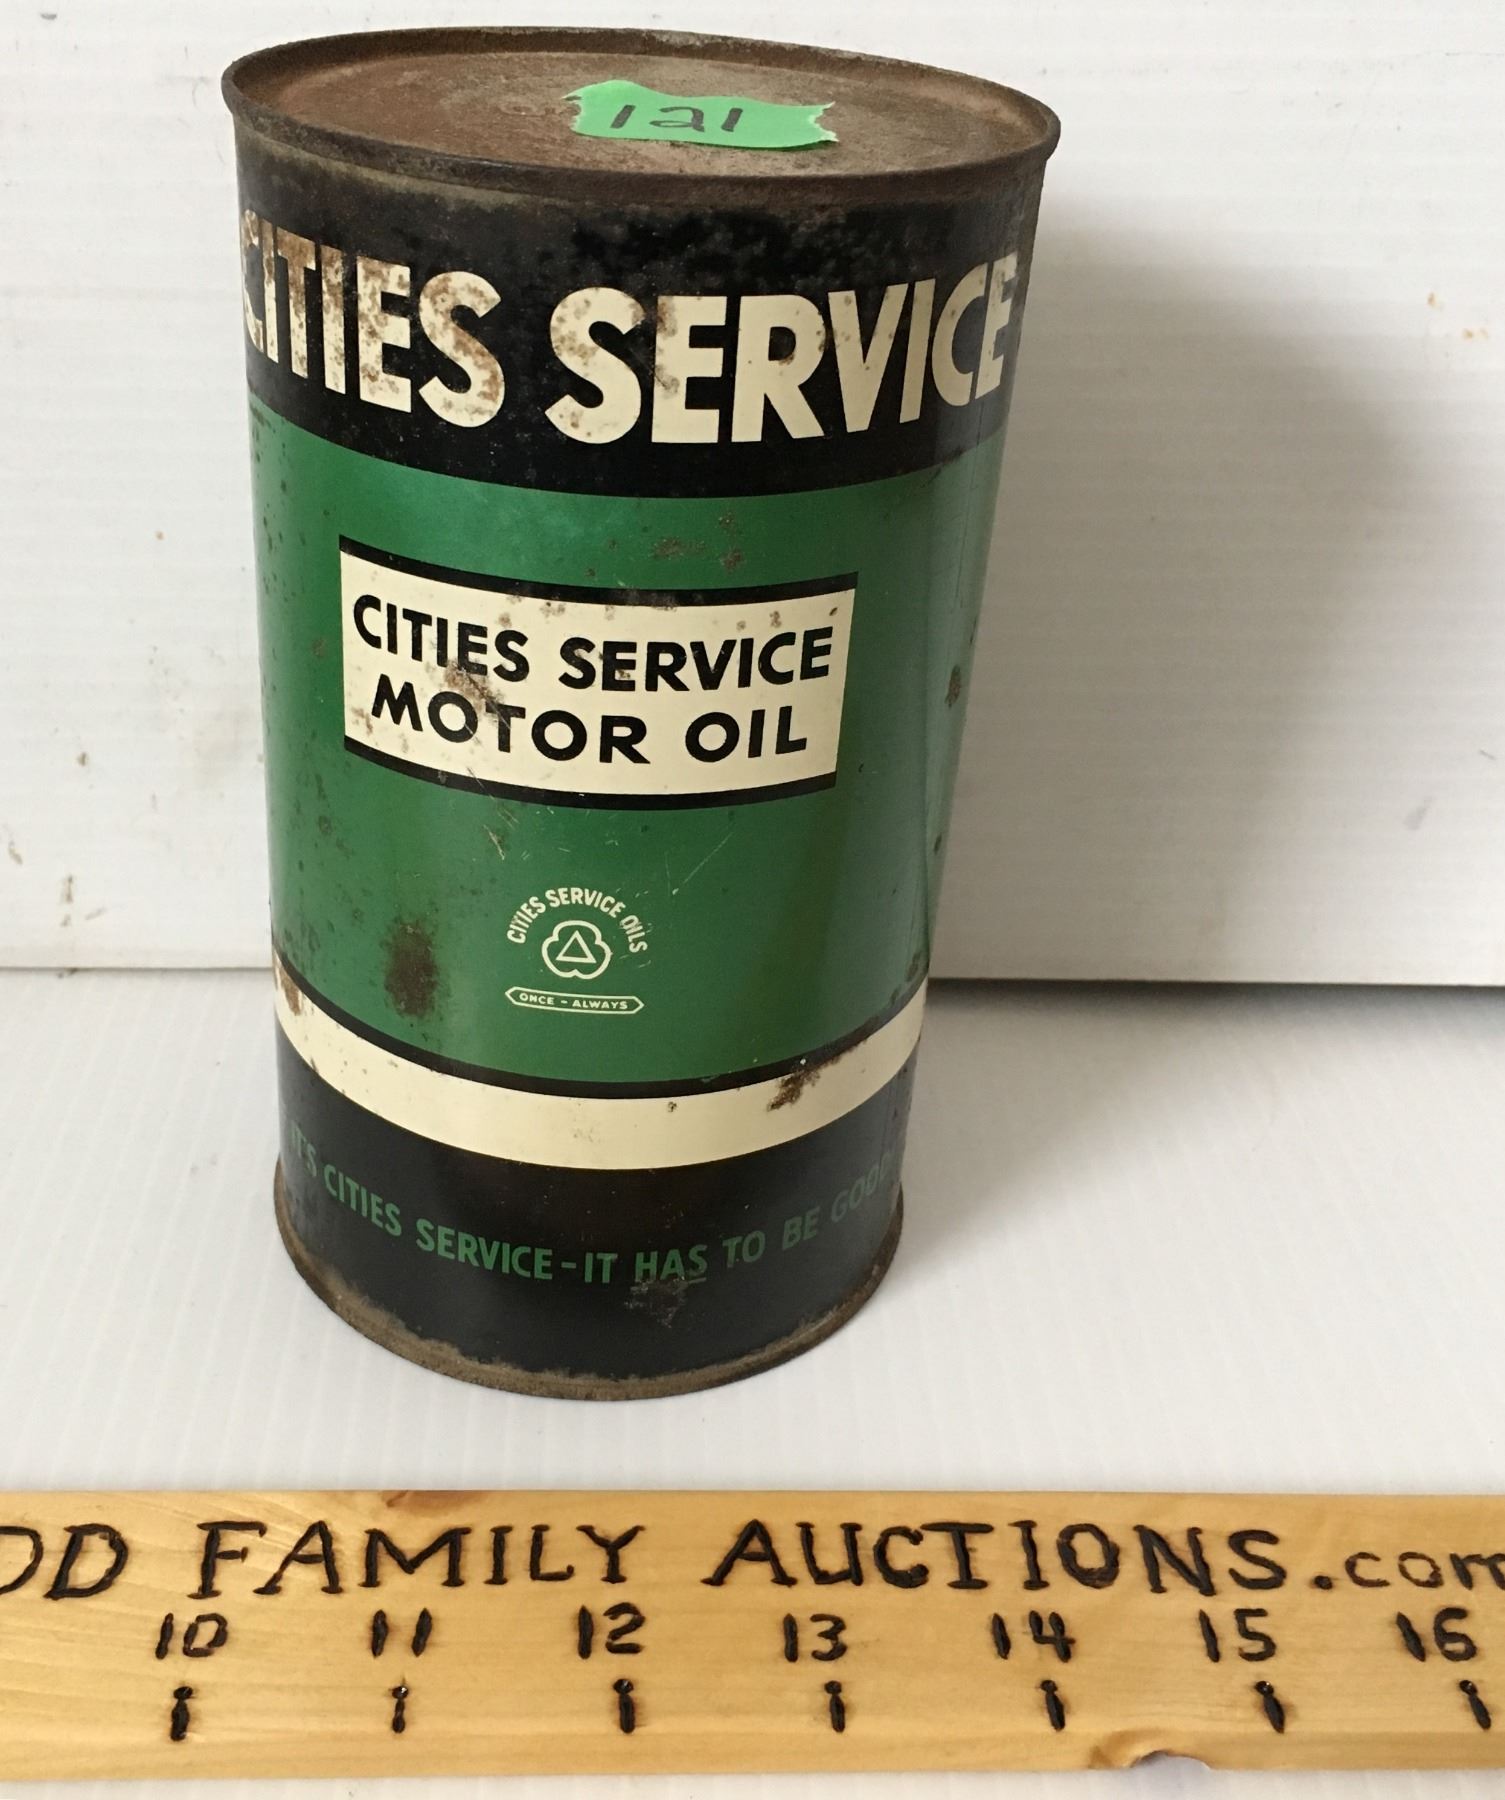 121
CITIES SERVICE
CITIES SERVICE
MOTOR OIL
CITIES SERVICE OILS
ONCE - ALWAYS
IT'S CITIES SERVICE - IT HAS TO BE GOOD
FAMILY AUCTIONS.com
10 11 12 13 14 15 16